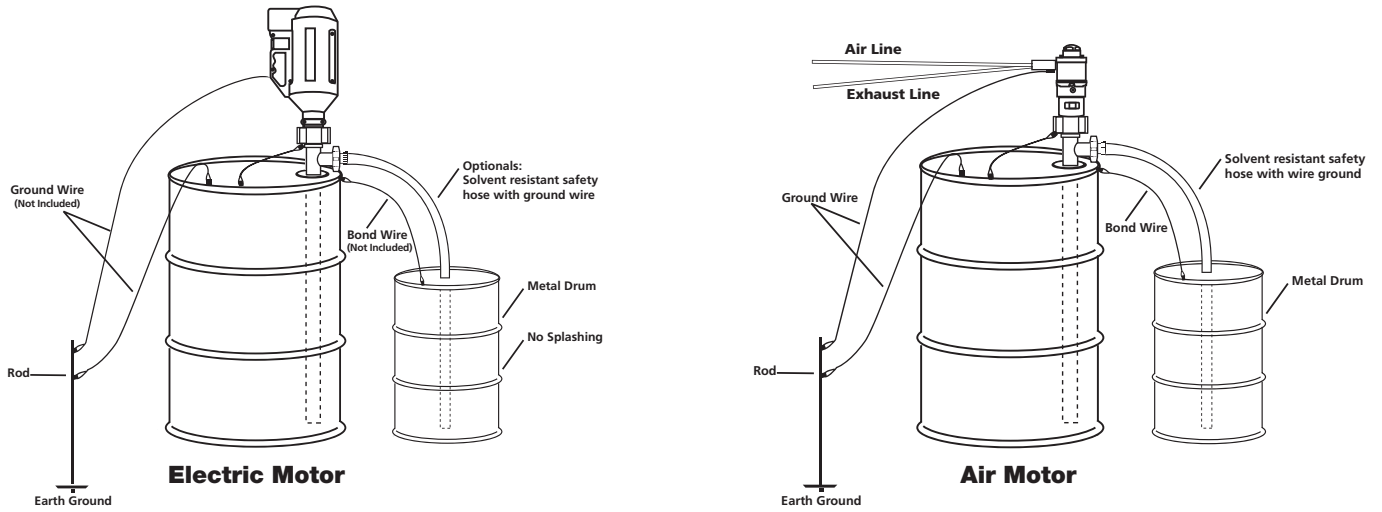 Optionals:
Solvent resistant safety
hose with ground wire
Ground Wire
(Not Included)
Bond Wire
(Not Included)
Metal Drum
No Splashing
Rod
Electric Motor
Earth Ground
Air Line
Exhaust Line
Solvent resistant safety
hose with wire ground
Ground Wire
Bond Wire
Metal Drum
Rod
Air Motor
Earth Ground